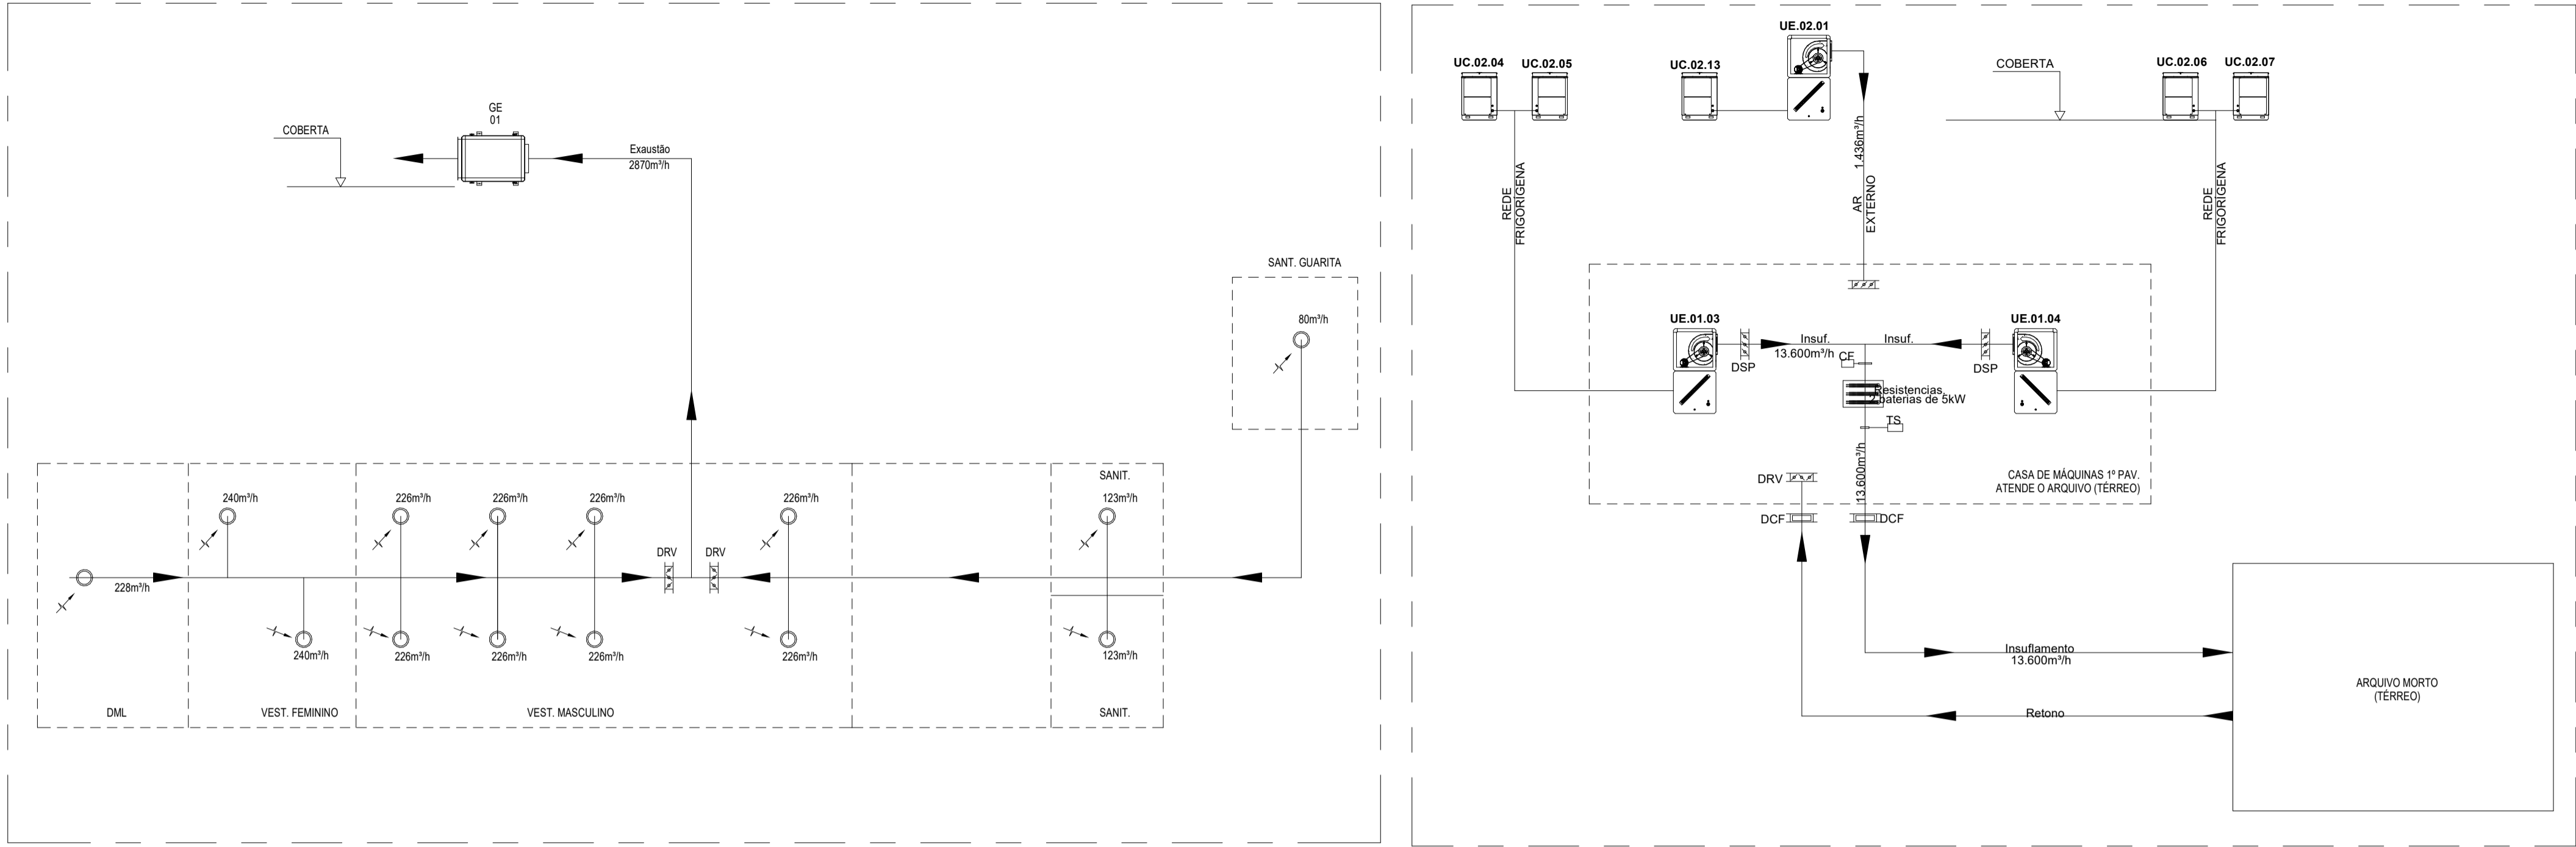 GE
01
COBERTA
Exaustão
2870m³/h
SANT. GUARITA
80m³/h
SANIT.
240m³/h
226m³/h
226m³/h
226m³/h
226m³/h
123m³/h
DRV
DRV
228m³/h
240m³/h
226m³/h
226m³/h
226m³/h
226m³/h
123m³/h
DML
VEST. FEMININO
VEST. MASCULINO
SANIT.
UE.02.01
UC.02.04
UC.02.05
UC.02.13
COBERTA
UC.02.06
UC.02.07
1.436m³/h
AR
EXTERNO
REDE
FRIGORÍGENA
REDE
FRIGORÍGENA
UE.01.03
UE.01.04
Insuf.
13.600m³/h
Insuf.
CF
DSP
DSP
Resistencias
2 baterias de 5kW
TS
13.600m³/h
DRV
CASA DE MÁQUINAS 1º PAV.
ATENDE O ARQUIVO (TÉRREO)
DCF
DCF
Insuflamento
13.600m³/h
Retono
ARQUIVO MORTO
(TÉRREO)